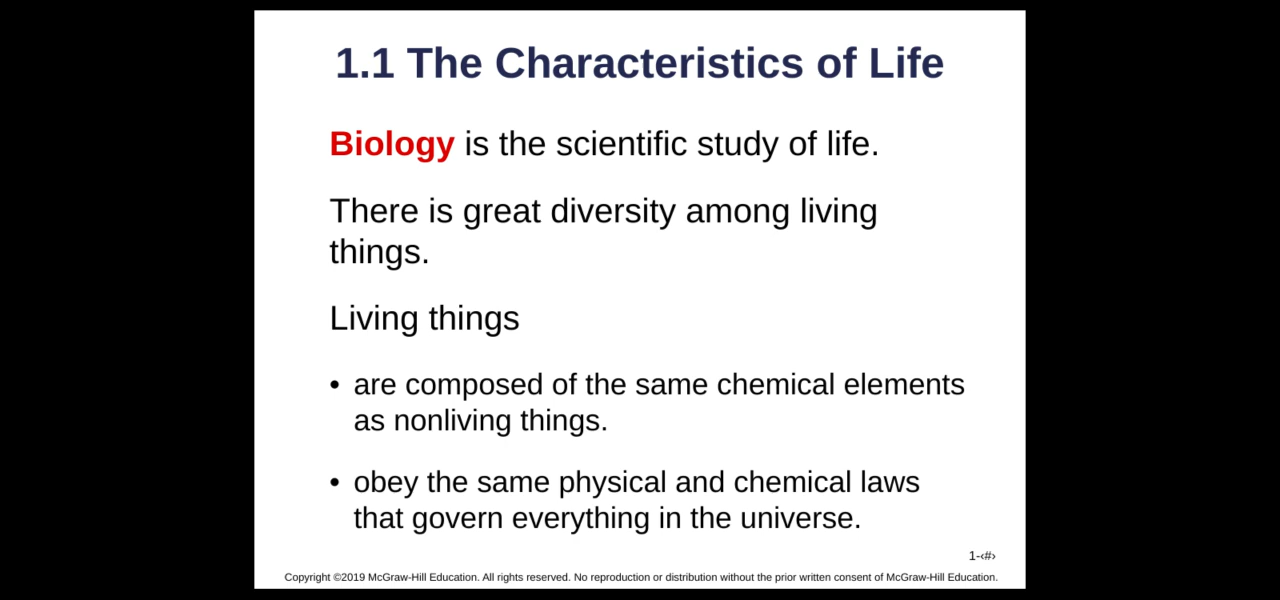 1.1 The Characteristics of Life
Biology is the scientific study of life.
There is great diversity among living
things.
Living things
• are composed of the same chemical elements
as nonliving things.
• obey the same physical and chemical laws
that govern everything in the universe.
1-‹#›
Copyright ©2019 McGraw-Hill Education. All rights reserved. No reproduction or distribution without the prior written consent of McGraw-Hill Education.